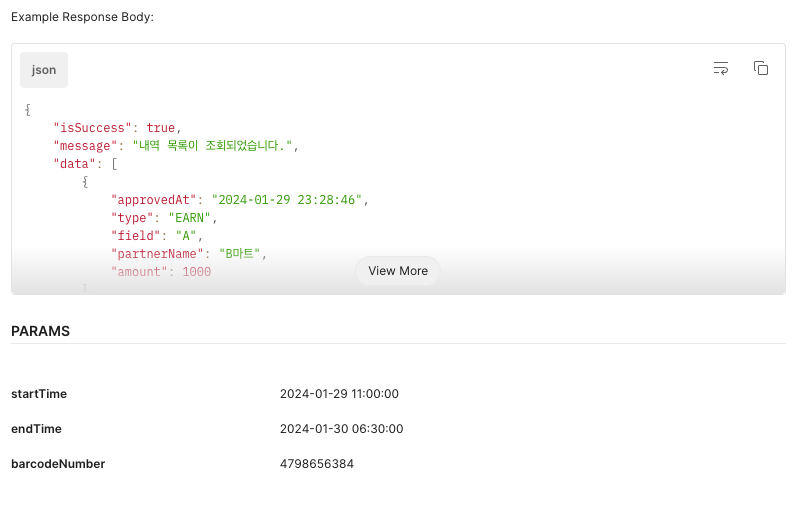 Example Response Body:
json
{
"isSuccess": true,
"message": "내역 목록이 조회되었습니다.",
"data": [
{
"approvedAt": "2024-01-29 23:28:46",
"type": "EARN",
"field": "A",
"partnerName": "B마트",
"amount": 1000
View More
PARAMS
startTime 2024-01-29 11:00:00
endTime 2024-01-30 06:30:00
barcodeNumber 4798656384